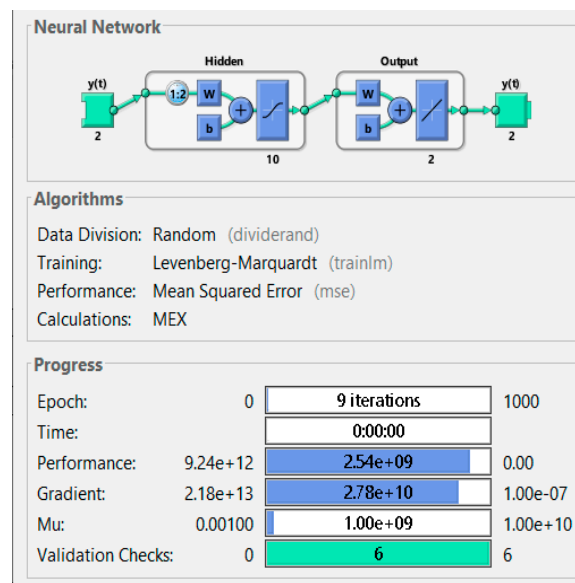 Neural Network
Hidden Output
y(t) 1:2 W b 10 W b 2 y(t)
2 2
Algorithms
Data Division: Random (dividerand)
Training: Levenberg-Marquardt (trainlm)
Performance: Mean Squared Error (mse)
Calculations: MEX
Progress
Epoch: 0 9 iterations 1000
Time: 0:00:00
Performance: 9.24e+12 2.54e+09 0.00
Gradient: 2.18e+13 2.78e+10 1.00e-07
Mu: 0.00100 1.00e+09 1.00e+10
Validation Checks: 0 6 6